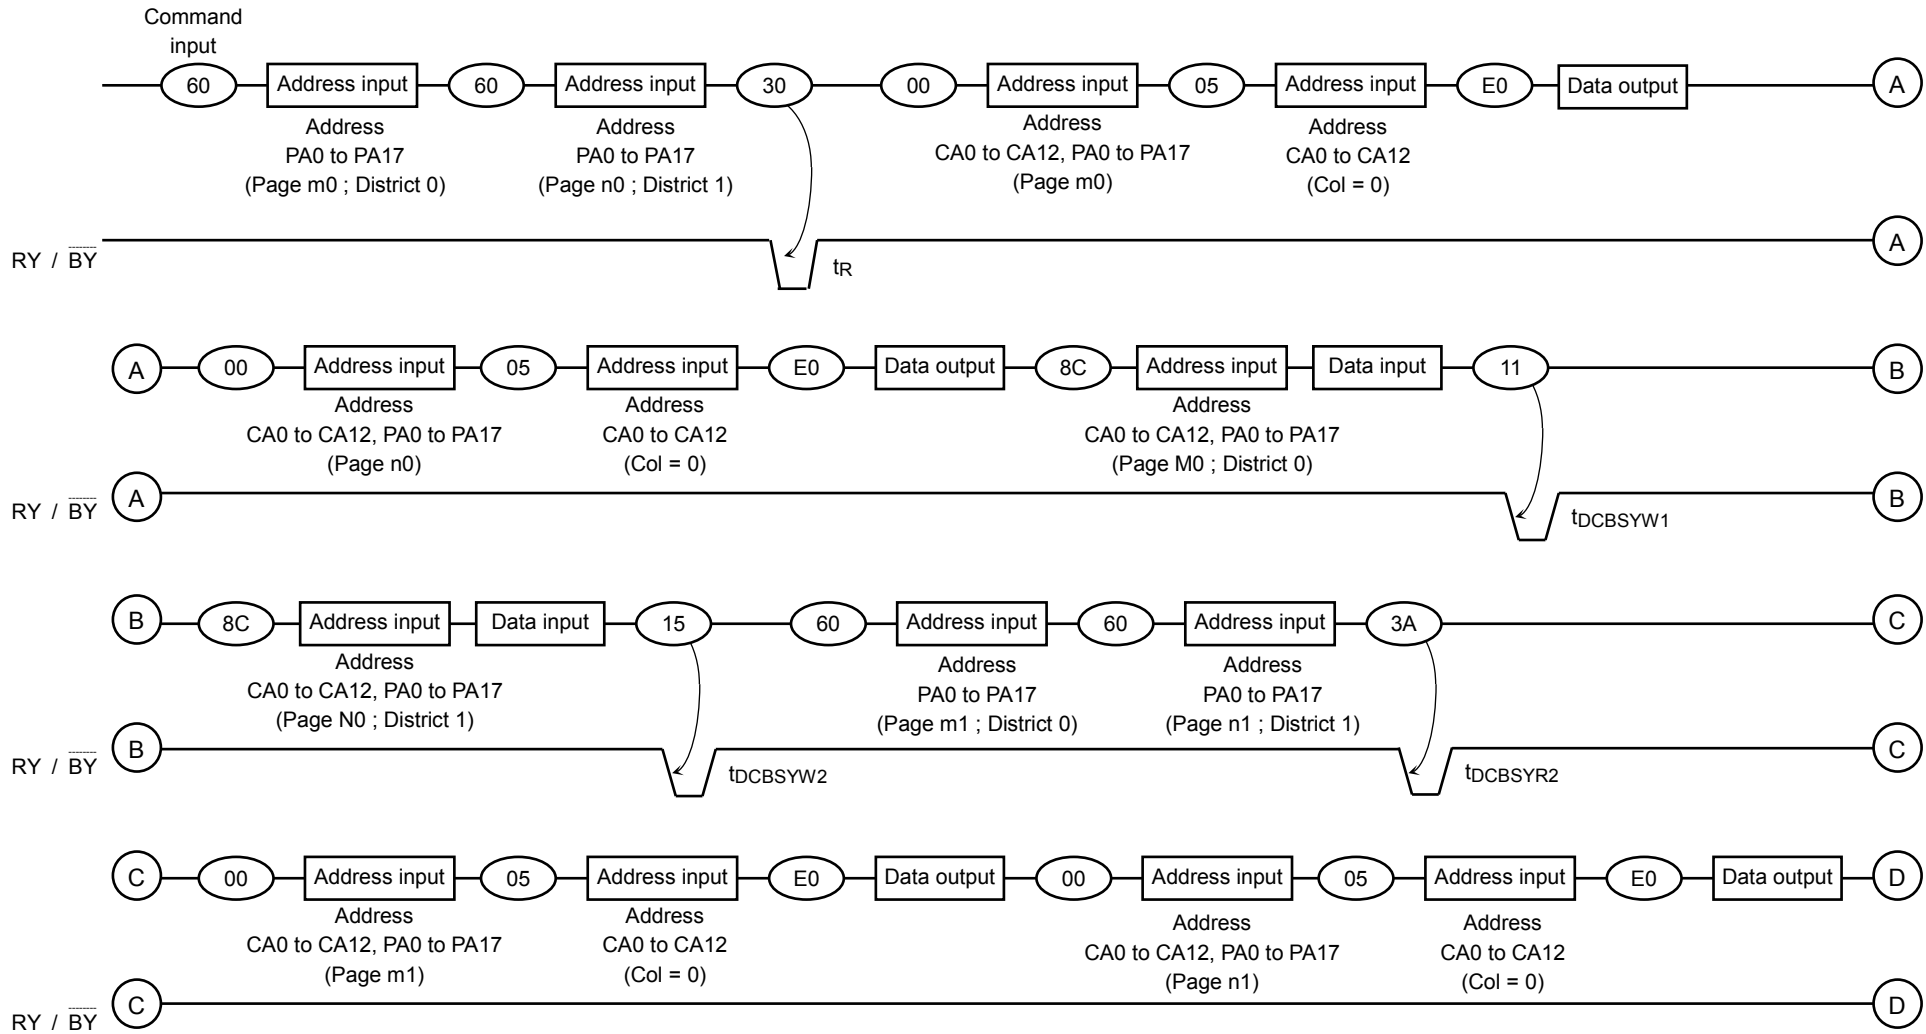 Command
input
60 Address input 60 Address input 30 00 Address input 05 Address input E0 Data output A
Address Address Address Address
PA0 to PA17 PA0 to PA17 CA0 to CA12, PA0 to PA17 CA0 to CA12
(Page m0 ; District 0) (Page n0 ; District 1) (Page m0) (Col = 0)
RY / BY tR A
A 00 Address input 05 Address input E0 Data output 8C Address input Data input 11 B
Address Address Address
CA0 to CA12, PA0 to PA17 CA0 to CA12 CA0 to CA12, PA0 to PA17
(Page n0) (Col = 0) (Page M0 ; District 0)
RY / BY A tDCBSYW1 B
B 8C Address input Data input 15 60 Address input 60 Address input 3A C
Address Address Address
CA0 to CA12, PA0 to PA17 PA0 to PA17 PA0 to PA17
(Page N0 ; District 1) (Page m1 ; District 0) (Page n1 ; District 1)
RY / BY B tDCBSYW2 tDCBSYR2 C
C 00 Address input 05 Address input E0 Data output 00 Address input 05 Address input E0 Data output D
Address Address Address Address
CA0 to CA12, PA0 to PA17 CA0 to CA12 CA0 to CA12, PA0 to PA17 CA0 to CA12
(Page m1) (Col = 0) (Page n1) (Col = 0)
RY / BY C D